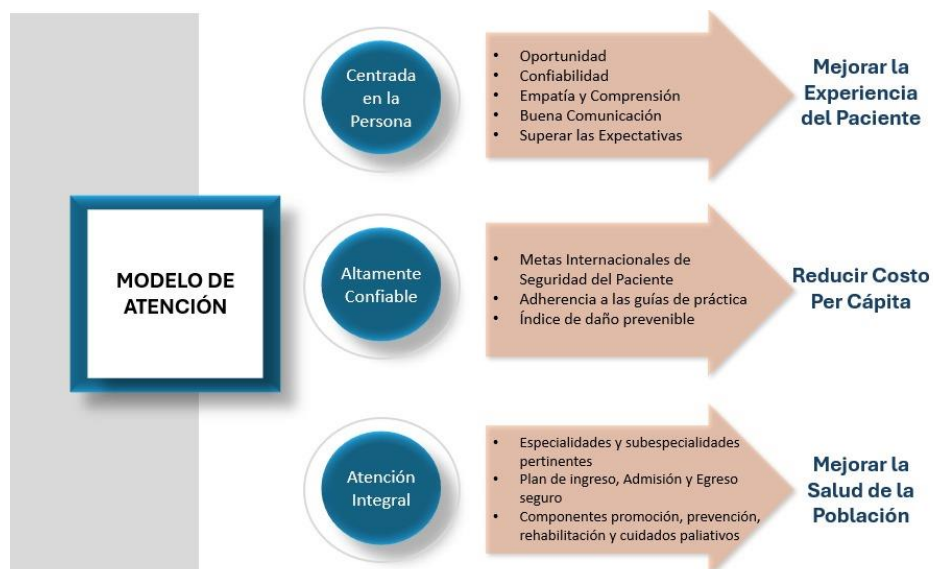 MODELO DE
ATENCIÓN
Centrada
en la
Persona
• Oportunidad
• Confiabilidad
• Empatía y Comprensión
• Buena Comunicación
• Superar las Expectativas
Mejorar la
Experiencia
del Paciente
Altamente
Confiable
• Metas Internacionales de
Seguridad del Paciente
• Adherencia a las guías de práctica
• Índice de daño prevenible
Reducir Costo
Per Cápita
Atención
Integral
• Especialidades y subespecialidades
pertinentes
• Plan de ingreso, Admisión y Egreso
seguro
• Componentes promoción, prevención,
rehabilitación y cuidados paliativos
Mejorar la
Salud de la
Población